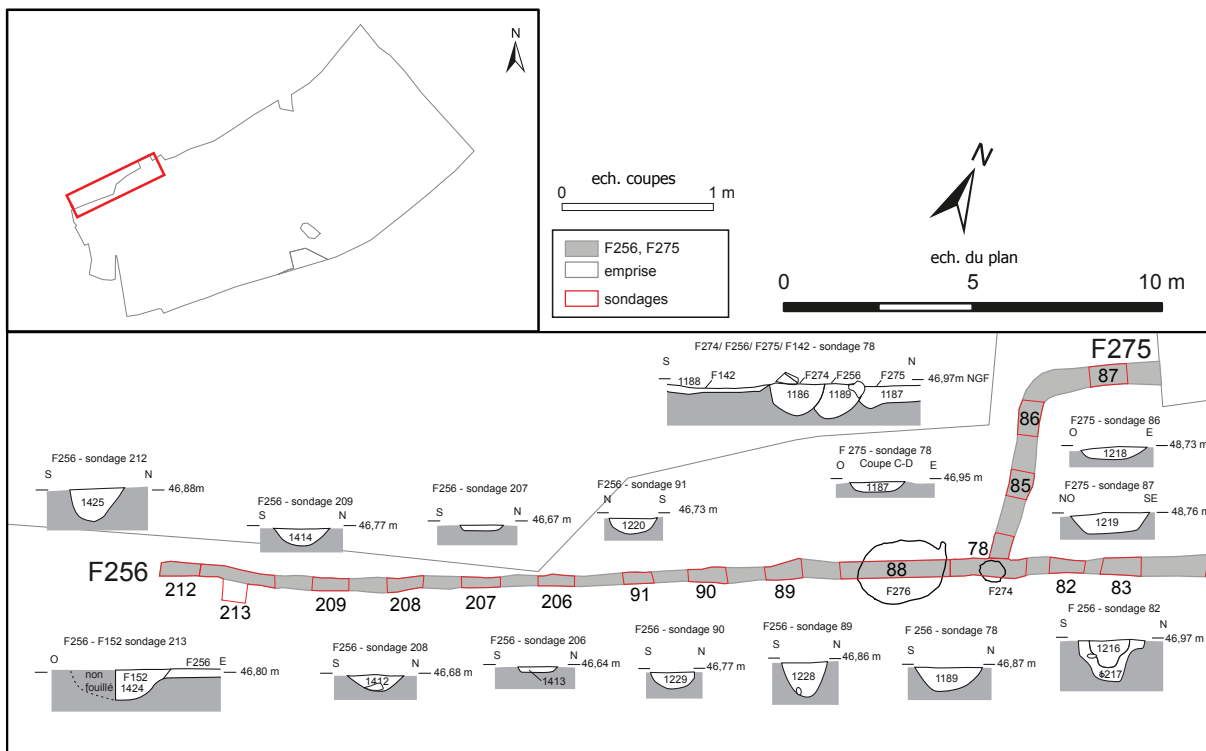 N
ech. coupes
0 1 m
F256, F275
emprise
sondages
N
ech. du plan
0 5 10 m
F274/ F256/ F275/ F142 - sondage 78
S N
1188 F142 F274 F256 F275 46,97m NGF
1186 1189 1187
F275
87
86
F275 - sondage 86
O E
1218 48,73 m
F256 - sondage 212
S N
1425 46,88m
F256 - sondage 209
S N
1414 46,77 m
F256 - sondage 207
S N
46,67 m
F256 - sondage 91
N S
1220 46,73 m
F 275 - sondage 78
Coupe C-D
O E
1187 46,95 m
85
F275 - sondage 87
NO SE
1219 48,76 m
78
F256
212
213
209
208
207
206
91
90
89
88
F276
F274
82
83
F256 - F152 sondage 213
O E
F256
non
fouillé
F152
1424
46,80 m
F256 - sondage 208
S N
1412 46,68 m
F256 - sondage 206
S N
46,64 m
1413
F256 - sondage 90
S N
1229 46,77 m
F256 - sondage 89
S N
1228 46,86 m
F 256 - sondage 78
S N
1189 46,87 m
F 256 - sondage 82
S N
1216 46,97 m
1217